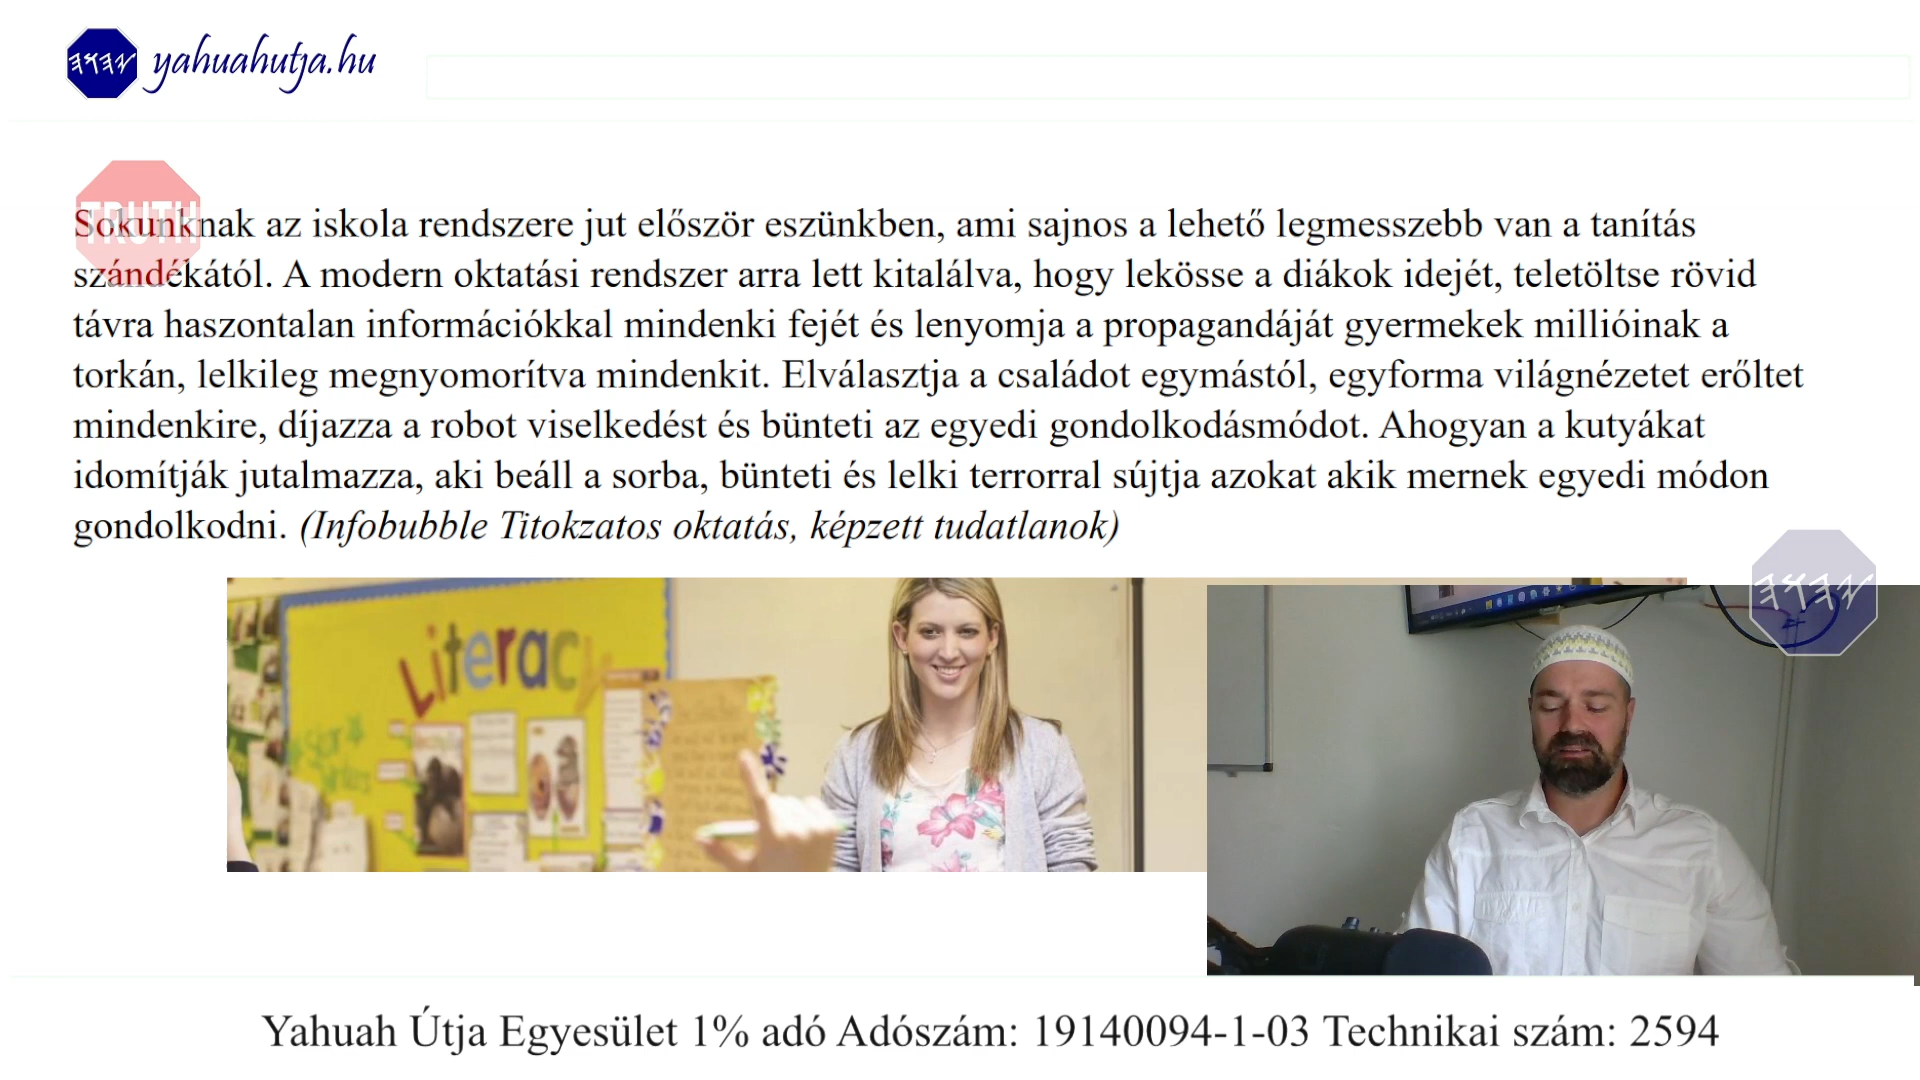 yahuahutja.hu
TRUTH
Sokunknak az iskola rendszere jut először eszünkben, ami sajnos a lehető legmesszebb van a tanítás
szándékától. A modern oktatási rendszer arra lett kitalálva, hogy lekösse a diákok idejét, teletöltse rövid
távra haszontalan információkkal mindenki fejét és lenyomja a propagandáját gyermekek millióinak a
torkán, lelkileg megnyomorítva mindenkit. Elválasztja a családot egymástól, egyforma világnézetet erőltet
mindenkire, díjazza a robot viselkedést és bünteti az egyedi gondolkodásmódot. Ahogyan a kutyákat
idomítják jutalmazza, aki beáll a sorba, bünteti és lelki terrorral sújtja azokat akik mernek egyedi módon
gondolkodni. (Infobubble Titokzatos oktatás, képzett tudatlanok)
Literacy
Yahuah Útja Egyesület 1% adó Adószám: 19140094-1-03 Technikai szám: 2594